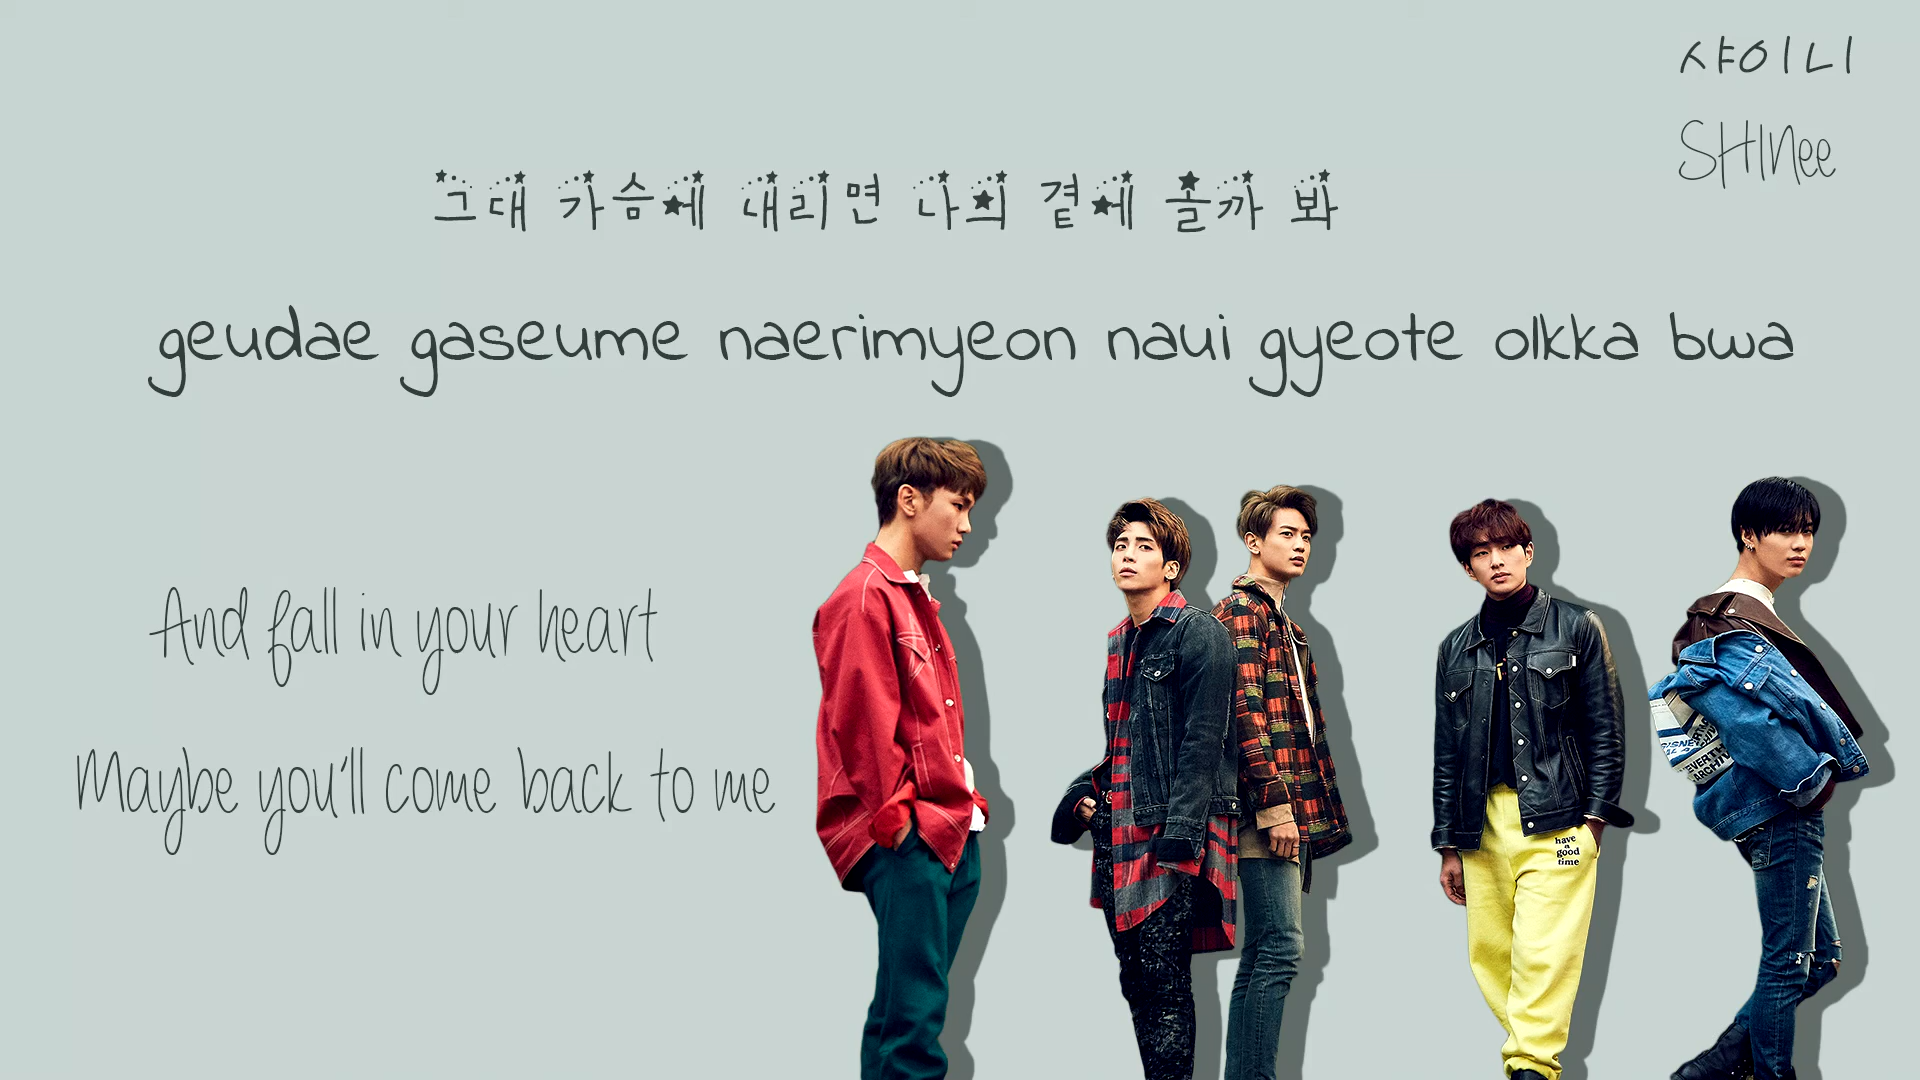 샤이니
SHINee
그대 가슴에 내리면 나의 곁에 올까 봐
geudae gaseume naerimyeon naui gyeote olkka bwa
And fall in your heart
Maybe you'll come back to me
have
a
good
time